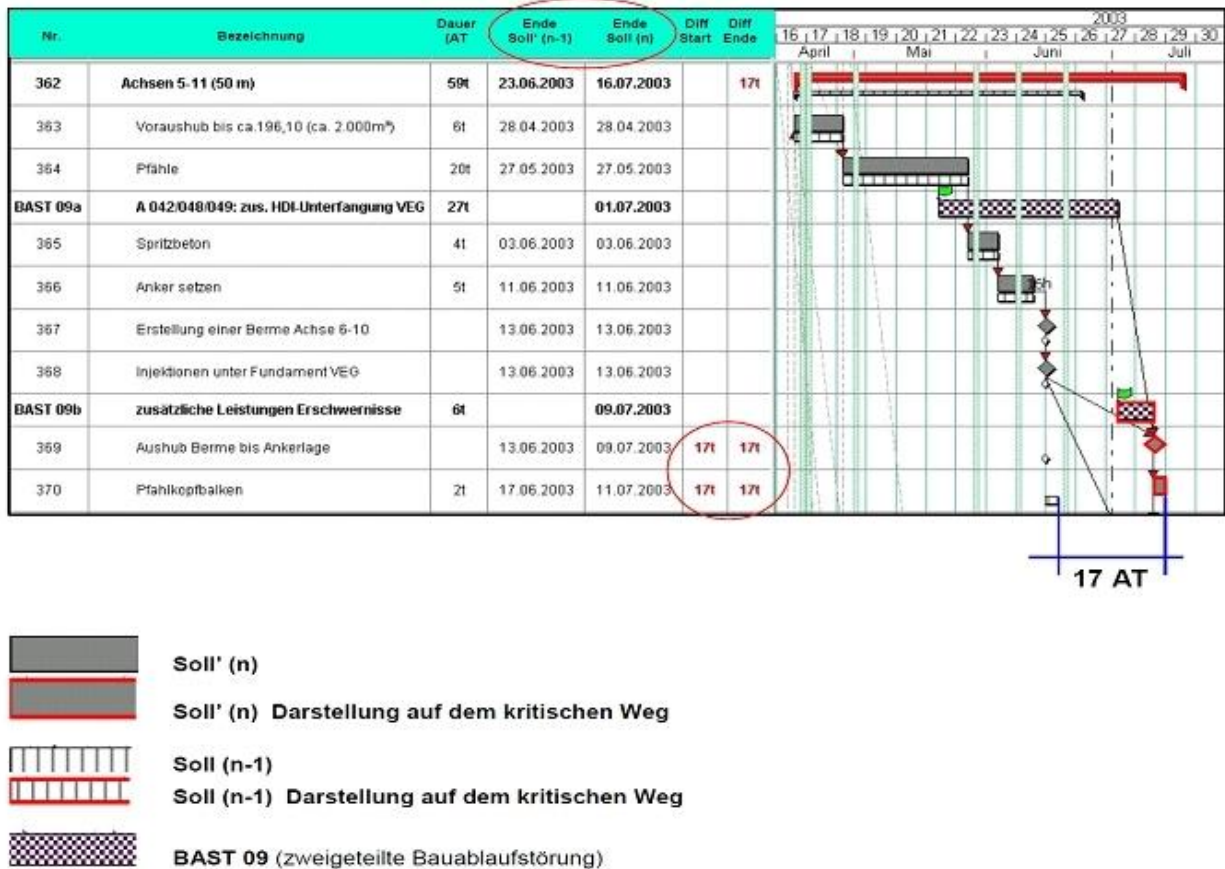 Nr. Bezeichnung Dauer (AT Ende Soll' (n-1) Ende Soll (n) Diff Start Diff Ende
2003
16 17 18 19 20 21 22 23 24 25 26 27 28 29 30
April Mai Juni Juli
362 Achsen 5-11 (50 m) 59t 23.06.2003 16.07.2003 17t
363 Voraushub bis ca.196,10 (ca. 2.000m³) 6t 28.04.2003 28.04.2003
364 Pfähle 20t 27.05.2003 27.05.2003
BAST 09a A 042/048/049: zus. HDI-Unterfangung VEG 27t 01.07.2003
365 Spritzbeton 4t 03.06.2003 03.06.2003
366 Anker setzen 5t 11.06.2003 11.06.2003
367 Erstellung einer Berme Achse 6-10 13.06.2003 13.06.2003
368 Injektionen unter Fundament VEG 13.06.2003 13.06.2003
BAST 09b zusätzliche Leistungen Erschwernisse 6t 09.07.2003
369 Aushub Berme bis Ankerlage 13.06.2003 09.07.2003 17t 17t
370 Pfahlkopfbalken 2t 17.06.2003 11.07.2003 17t 17t
17 AT
Soll' (n)
Soll' (n) Darstellung auf dem kritischen Weg
Soll (n-1)
Soll (n-1) Darstellung auf dem kritischen Weg
BAST 09 (zweigeteilte Bauablaufstörung)